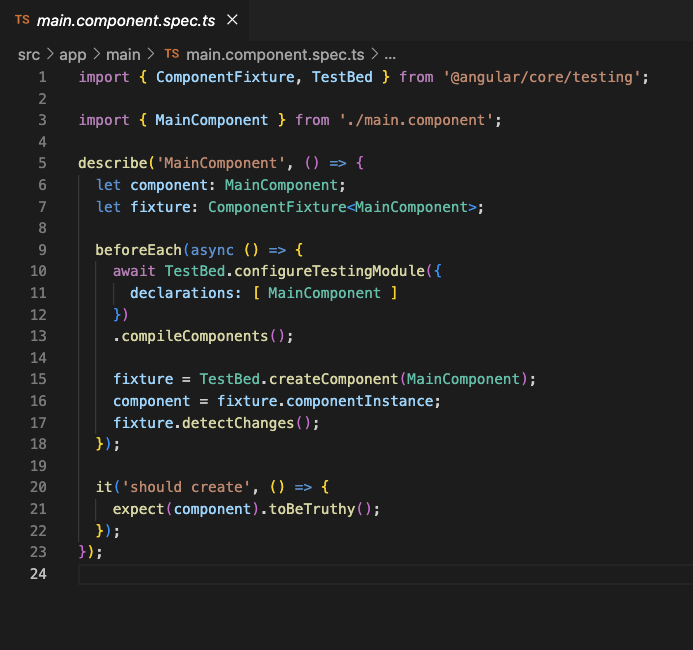 TS main.component.spec.ts ×
src > app > main > TS main.component.spec.ts > ...
1 import { ComponentFixture, TestBed } from '@angular/core/testing';
2
3 import { MainComponent } from './main.component';
4
5 describe('MainComponent', () => {
6   let component: MainComponent;
7   let fixture: ComponentFixture<MainComponent>;
8
9   beforeEach(async () => {
10     await TestBed.configureTestingModule({
11       declarations: [ MainComponent ]
12     })
13     .compileComponents();
14
15     fixture = TestBed.createComponent(MainComponent);
16     component = fixture.componentInstance;
17     fixture.detectChanges();
18   });
19
20   it('should create', () => {
21     expect(component).toBeTruthy();
22   });
23 });
24